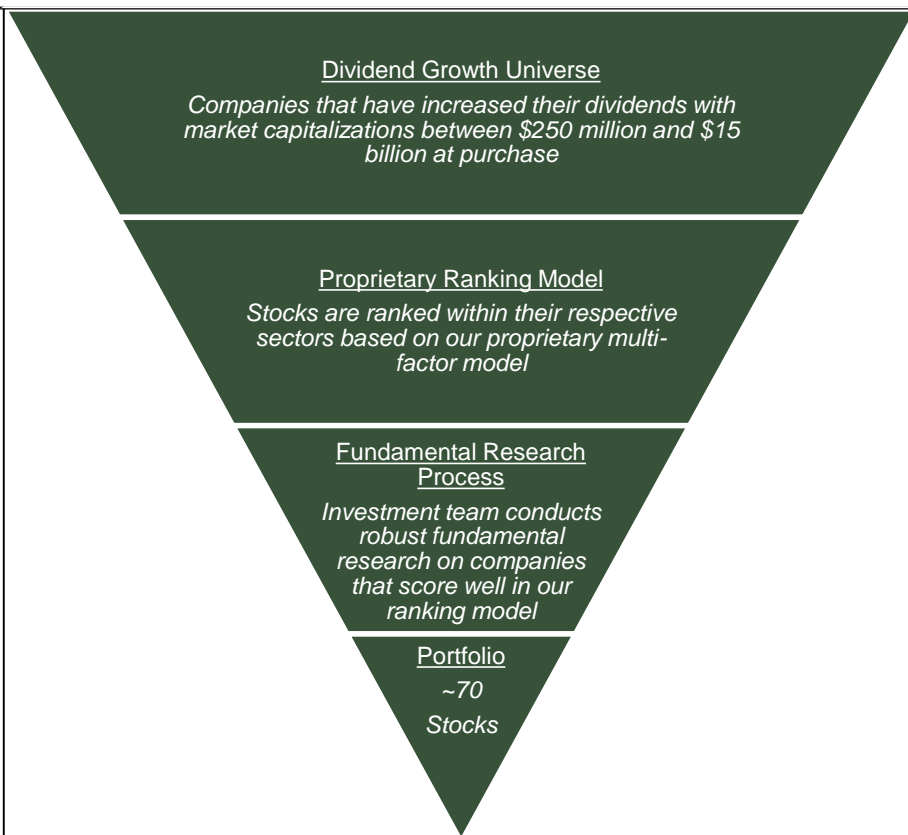 Dividend Growth Universe
Companies that have increased their dividends with
market capitalizations between $250 million and $15
billion at purchase
Proprietary Ranking Model
Stocks are ranked within their respective
sectors based on our proprietary multi-
factor model
Fundamental Research
Process
Investment team conducts
robust fundamental
research on companies
that score well in our
ranking model
Portfolio
~70
Stocks